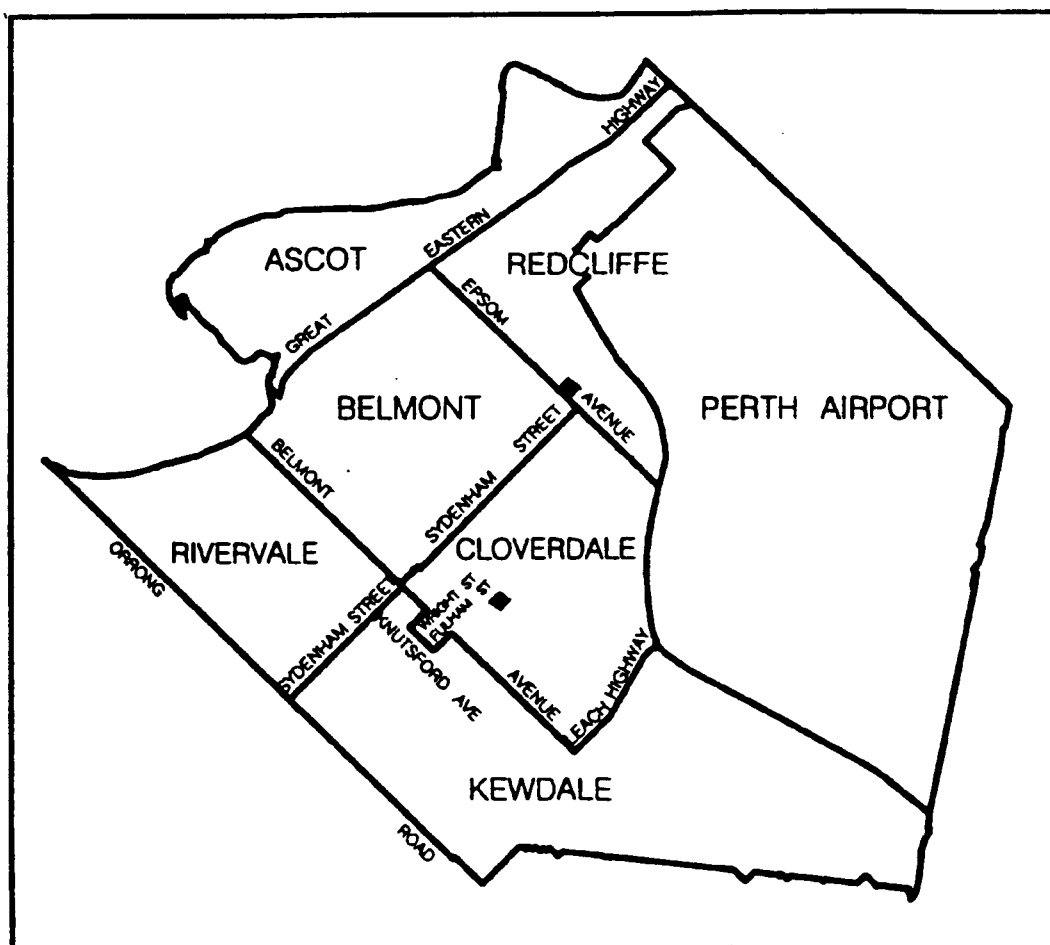 HIGHWAY
EASTERN
ASCOT
REDCLIFFE
EPSOM
GREAT
BELMONT
AVENUE
PERTH AIRPORT
STREET
BELMONT
SYDENHAM
RIVERVALE
CLOVERDALE
ORRONG
WRIGHT ST
FULHAM ST
SYDENHAM STREET
KNUTSFORD AVE
AVENUE
LEACH HIGHWAY
KEWDALE
ROAD